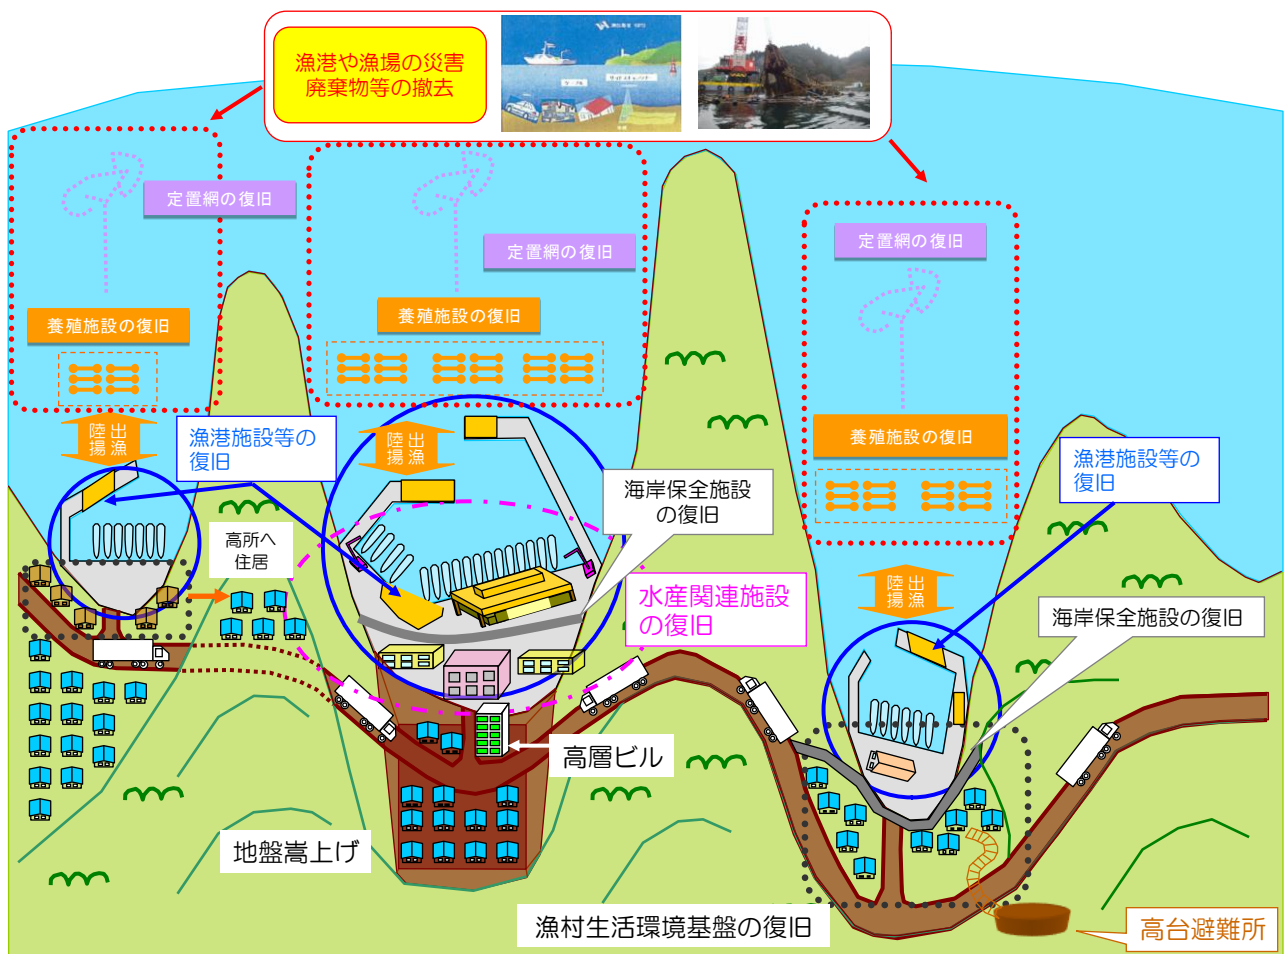 漁港や漁場の災害
廃棄物等の撤去
定置網の復旧
定置網の復旧
定置網の復旧
養殖施設の復旧
養殖施設の復旧
養殖施設の復旧
陸揚
出漁
陸揚
出漁
陸揚
出漁
漁港施設等の
復旧
漁港施設等の
復旧
海岸保全施設
の復旧
高所へ
住居
水産関連施設
の復旧
海岸保全施設の復旧
高層ビル
地盤嵩上げ
漁村生活環境基盤の復旧
高台避難所